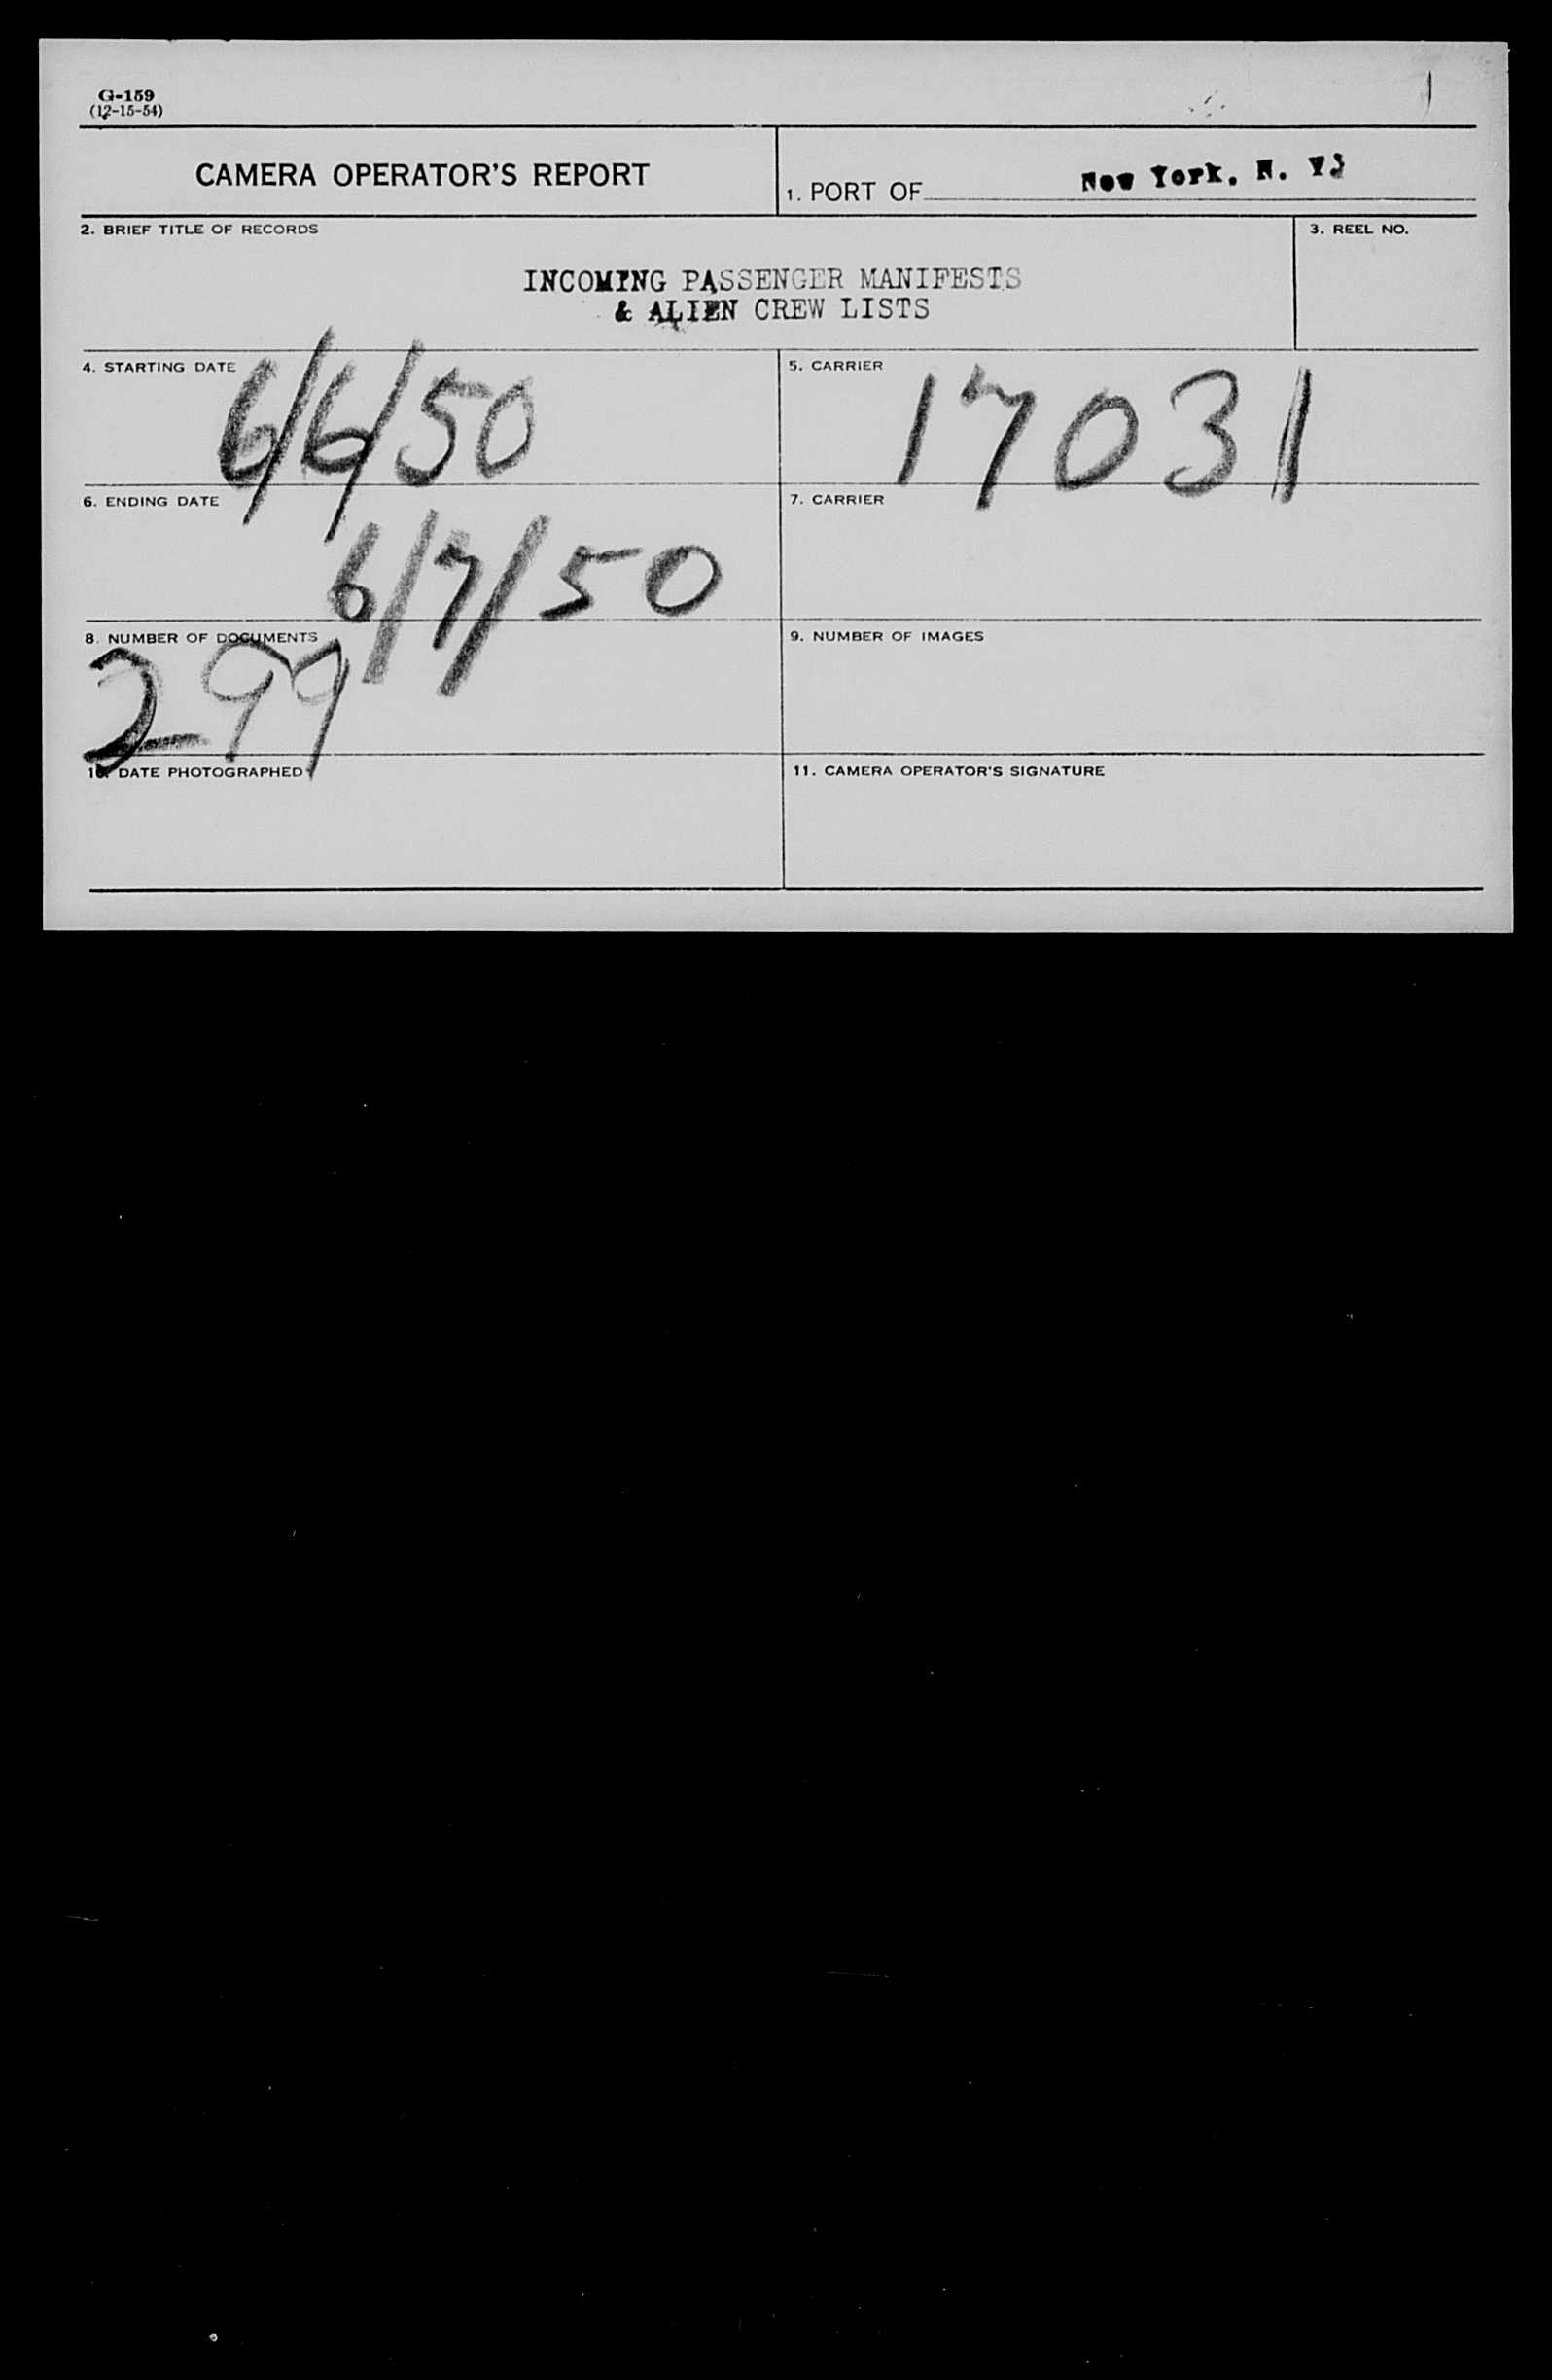 G-159
(12-15-54)
1
CAMERA OPERATOR'S REPORT
1. PORT OF New York, N. Y.
2. BRIEF TITLE OF RECORDS
3. REEL NO.
INCOMING PASSENGER MANIFESTS
& ALIEN CREW LISTS
4. STARTING DATE 6/6/50
5. CARRIER 17031
6. ENDING DATE 6/7/50
7. CARRIER
8. NUMBER OF DOCUMENTS 299
9. NUMBER OF IMAGES
10. DATE PHOTOGRAPHED
11. CAMERA OPERATOR'S SIGNATURE